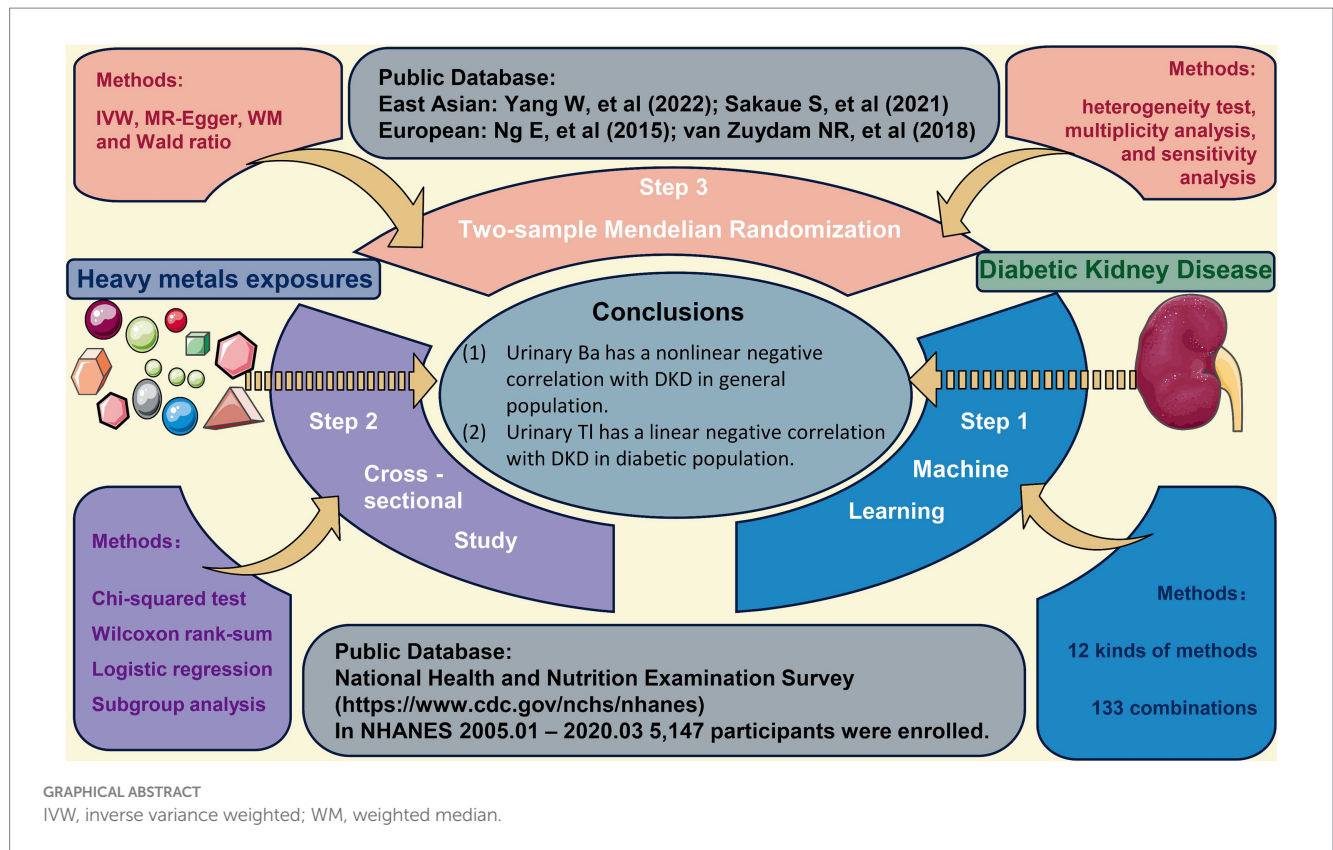 Methods:
IVW, MR-Egger, WM
and Wald ratio
Public Database:
East Asian: Yang W, et al (2022); Sakaue S, et al (2021)
European: Ng E, et al (2015); van Zuydam NR, et al (2018)
Methods:
heterogeneity test,
multiplicity analysis,
and sensitivity
analysis
Step 3
Two-sample Mendelian Randomization
Heavy metals exposures
Diabetic Kidney Disease
Conclusions
(1) Urinary Ba has a nonlinear negative
correlation with DKD in general
population.
(2) Urinary Tl has a linear negative correlation
with DKD in diabetic population.
Step 2
Cross -
sectional
Study
Step 1
Machine
Learning
Methods:
Chi-squared test
Wilcoxon rank-sum
Logistic regression
Subgroup analysis
Public Database:
National Health and Nutrition Examination Survey
(https://www.cdc.gov/nchs/nhanes)
In NHANES 2005.01 – 2020.03 5,147 participants were enrolled.
Methods:
12 kinds of methods
133 combinations
GRAPHICAL ABSTRACT
IVW, inverse variance weighted; WM, weighted median.